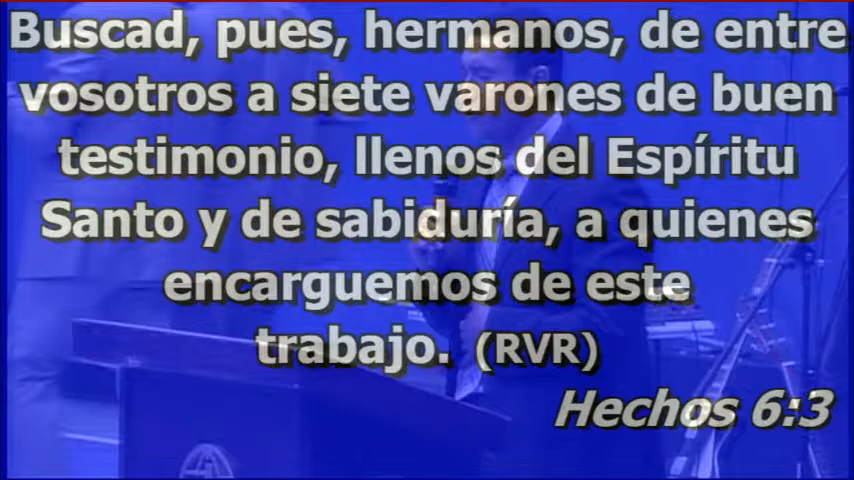 Buscad, pues, hermanos, de entre
vosotros a siete varones de buen
testimonio, llenos del Espíritu
Santo y de sabiduría, a quienes
encarguemos de este
trabajo. (RVR)
Hechos 6:3